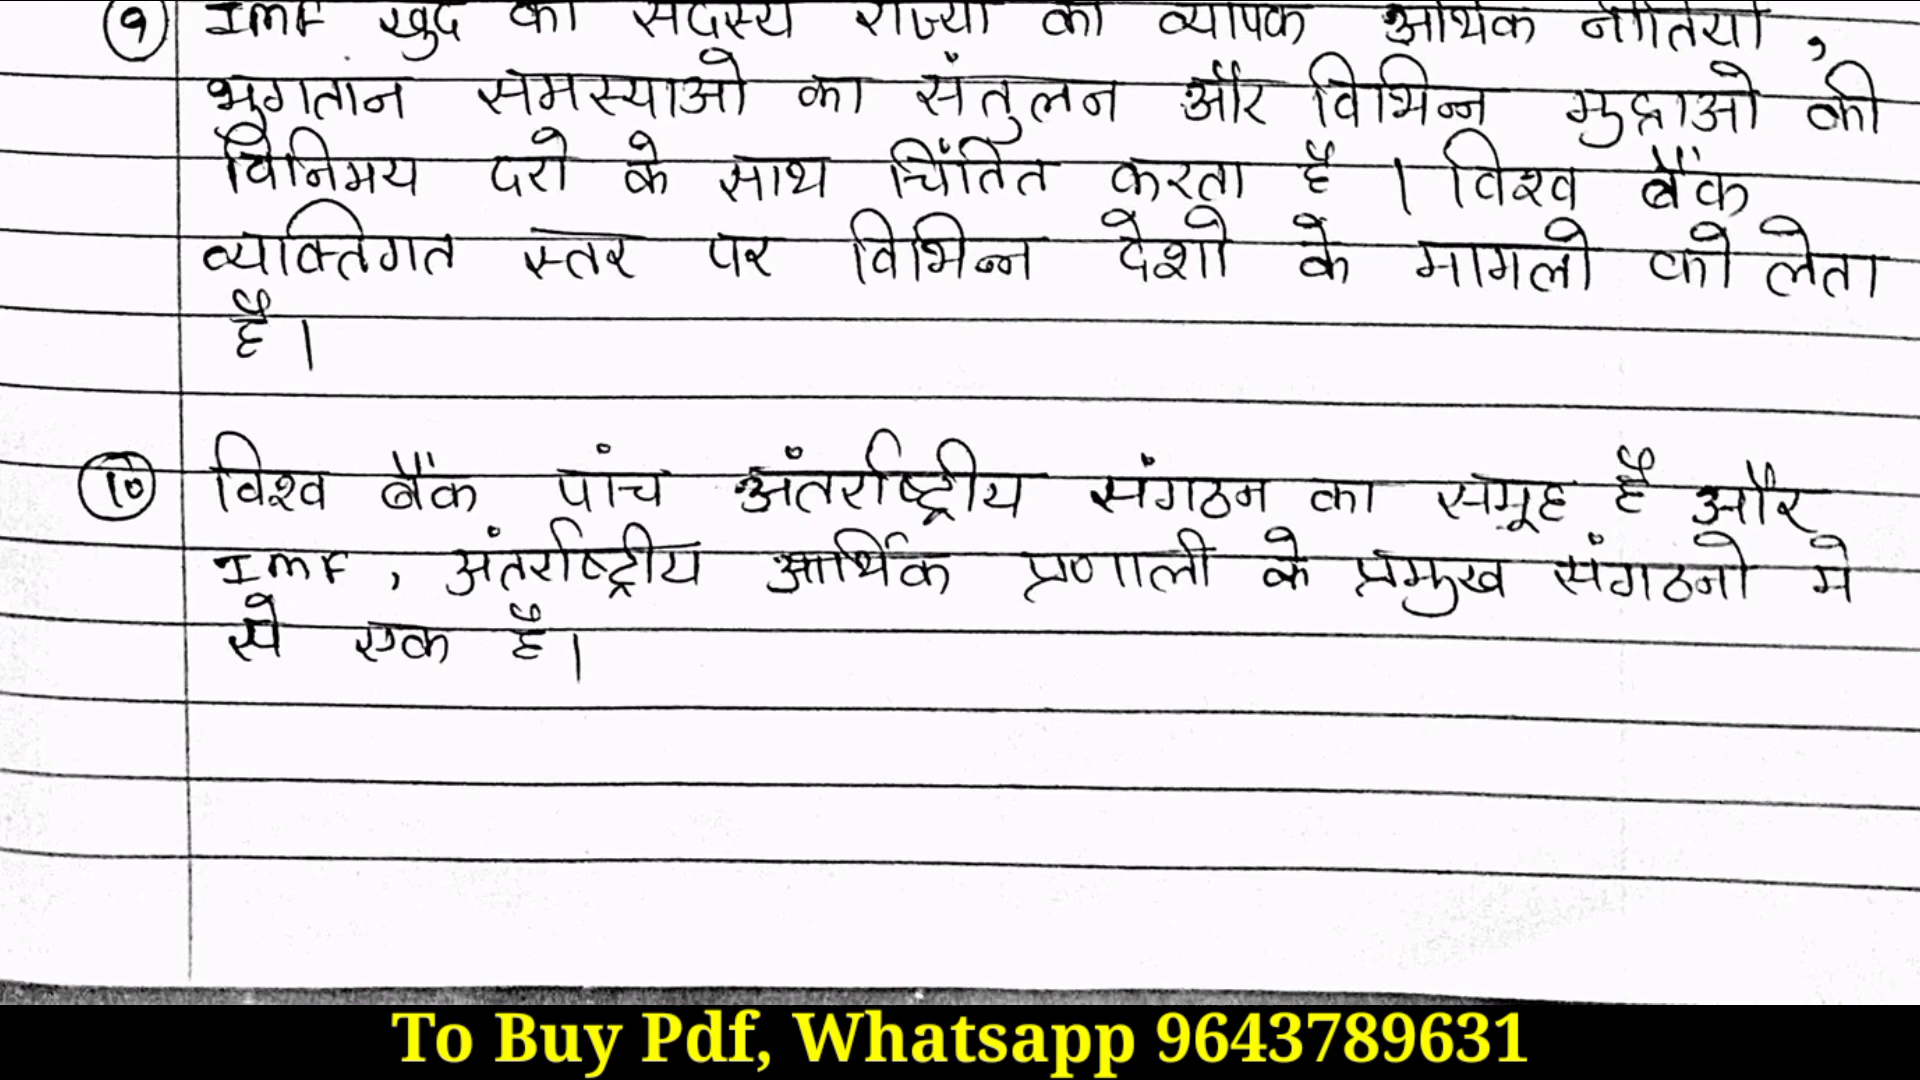 9 IMF खुद को सदस्य राज्यो की व्यापक आर्थिक नीतियो,
भुगतान समस्याओ का संतुलन और विभिन्न मुद्राओ की
विनिमय दरो के साथ चिंतित करता है । विश्व बैंक
व्यक्तिगत स्तर पर विभिन्न देशो के मामलो को लेता
है ।
10 विश्व बैंक पांच अंतर्राष्ट्रीय संगठन का समूह है और
IMF, अंतर्राष्ट्रीय आर्थिक प्रणाली के प्रमुख संगठनो मे
से एक है।
To Buy Pdf, Whatsapp 9643789631